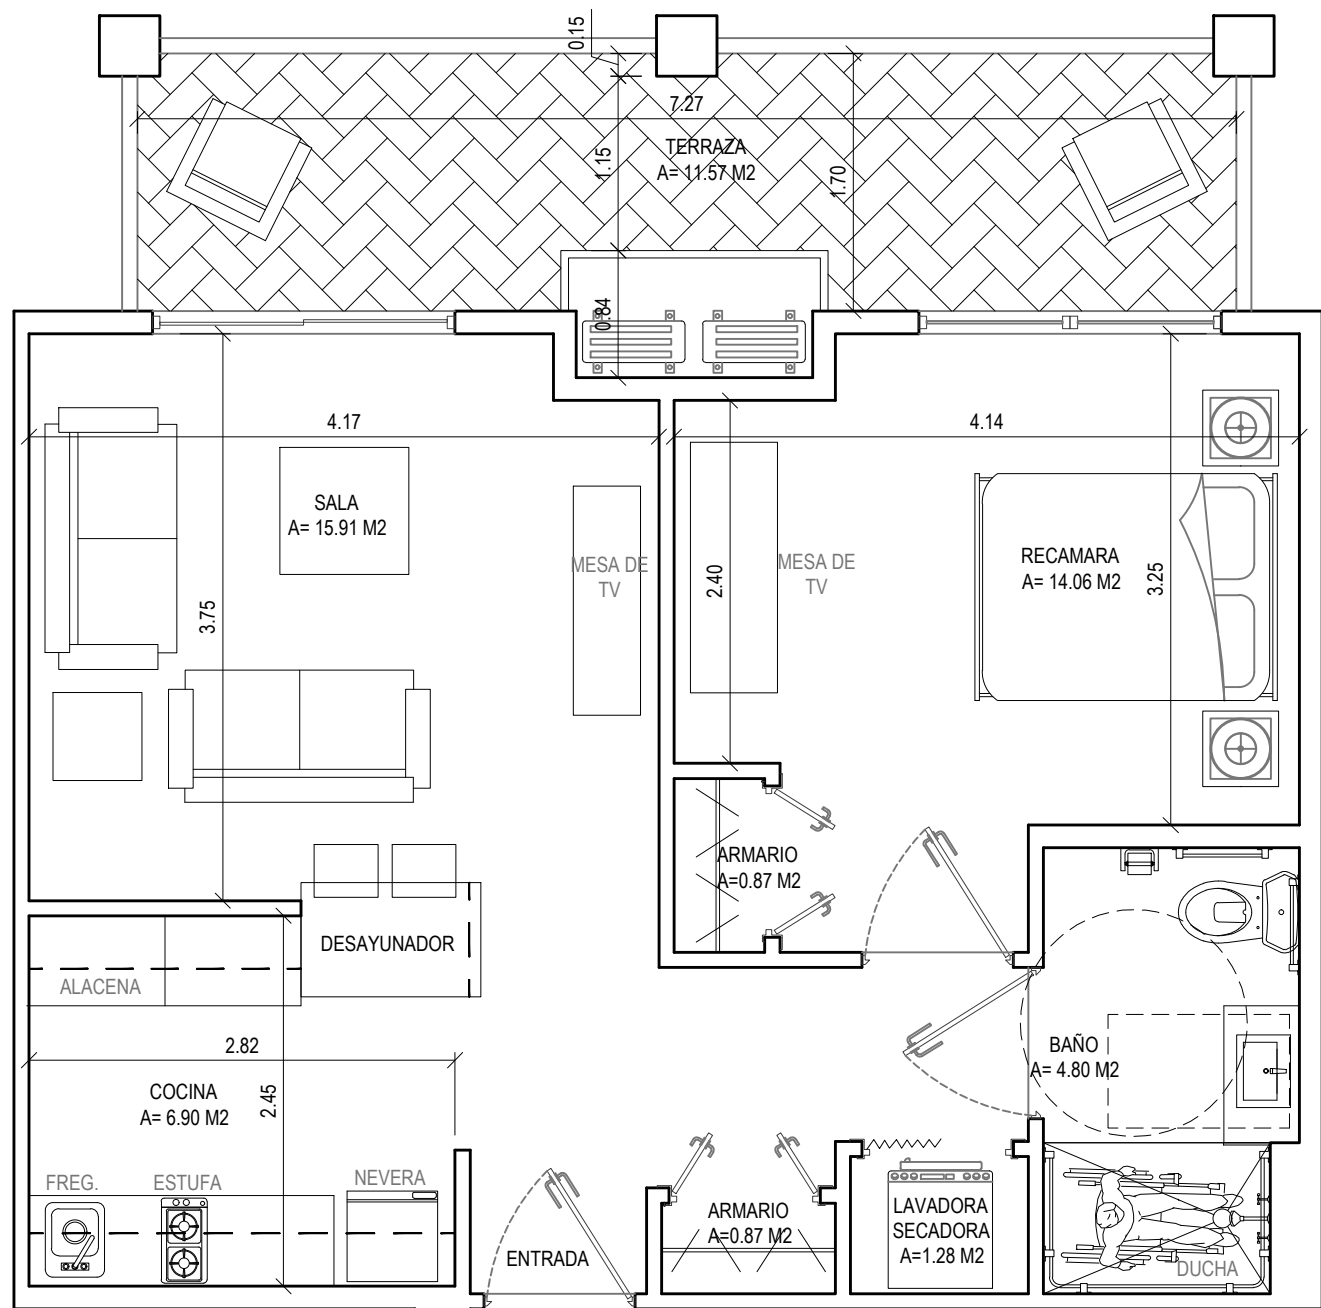 0.15
7.27
TERRAZA
A= 11.57 M2
1.15
1.70
0.84
4.17
4.14
SALA
A= 15.91 M2
MESA DE
TV
MESA DE
TV
RECAMARA
A= 14.06 M2
2.40
3.25
3.75
ARMARIO
A=0.87 M2
DESAYUNADOR
ALACENA
2.82
BAÑO
A= 4.80 M2
COCINA
A= 6.90 M2
2.45
FREG.
ESTUFA
NEVERA
ENTRADA
ARMARIO
A=0.87 M2
LAVADORA
SECADORA
A=1.28 M2
DUCHA